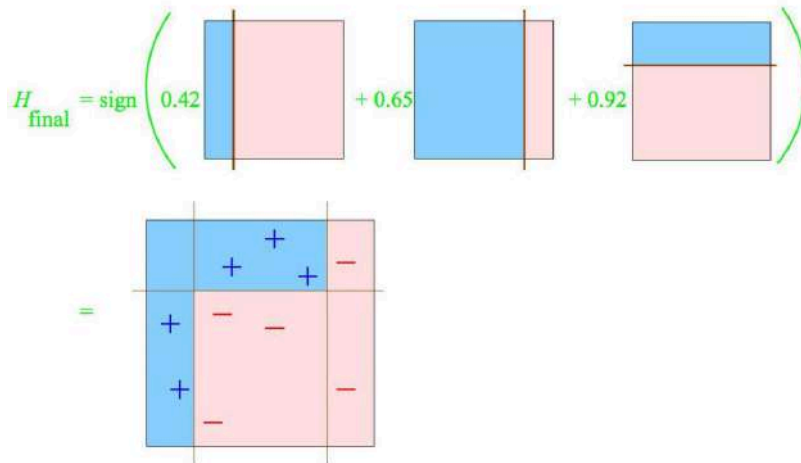 H final = sign ( 0.42 + 0.65 + 0.92 )
+ + + −
=
+ − −
+ −
−